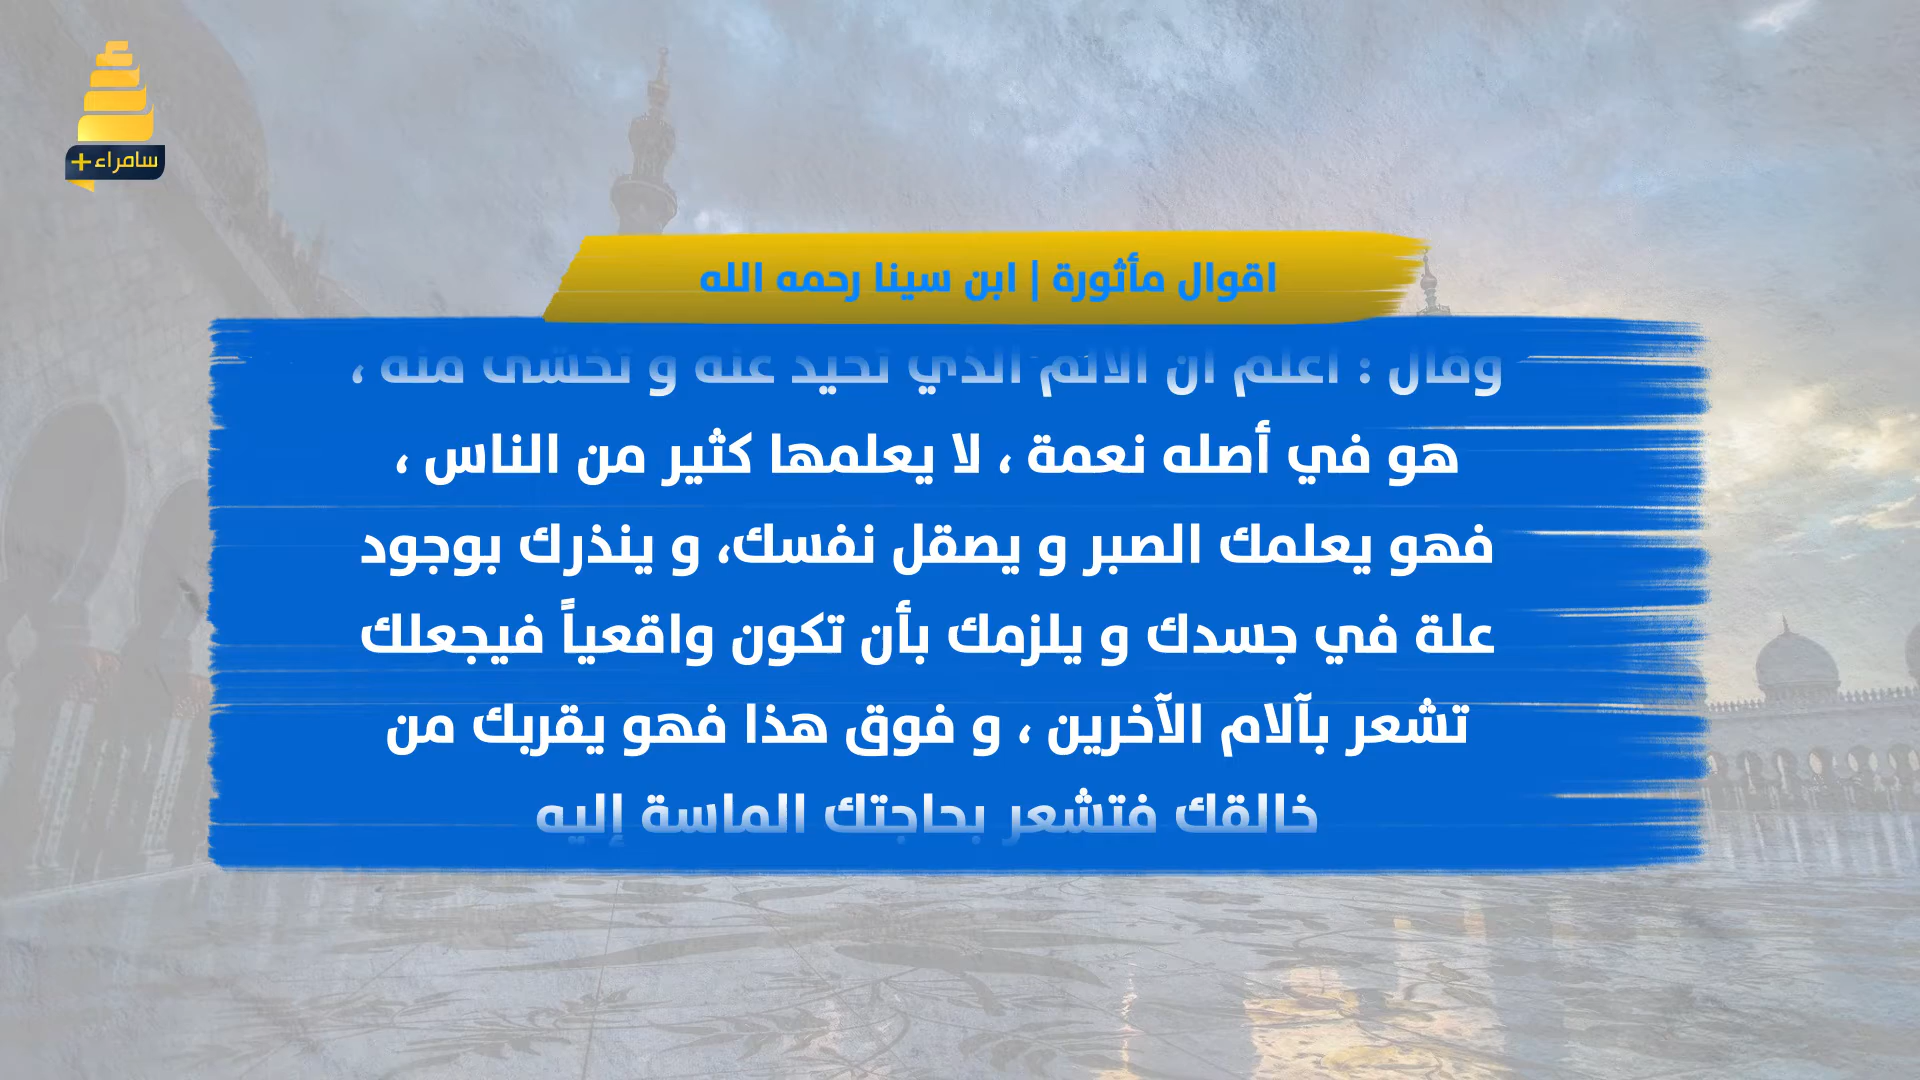 سامراء+
اقوال مأثورة | ابن سينا رحمه الله
وقال : اعلم ان الالم الذي تحيد عنه و تخشى منه ،
هو في أصله نعمة ، لا يعلمها كثير من الناس ،
فهو يعلمك الصبر و يصقل نفسك، و ينذرك بوجود
علة في جسدك و يلزمك بأن تكون واقعياً فيجعلك
تشعر بآلام الآخرين ، و فوق هذا فهو يقربك من
خالقك فتشعر بحاجتك الماسة إليه